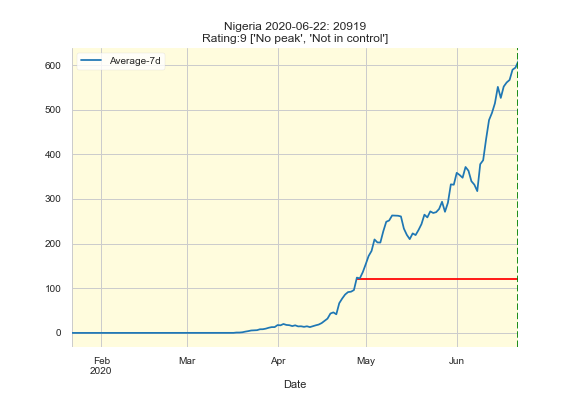 Nigeria 2020-06-22: 20919
Rating:9 ['No peak', 'Not in control']
Average-7d
600
500
400
300
200
100
0
Feb Mar Apr May Jun
2020
Date